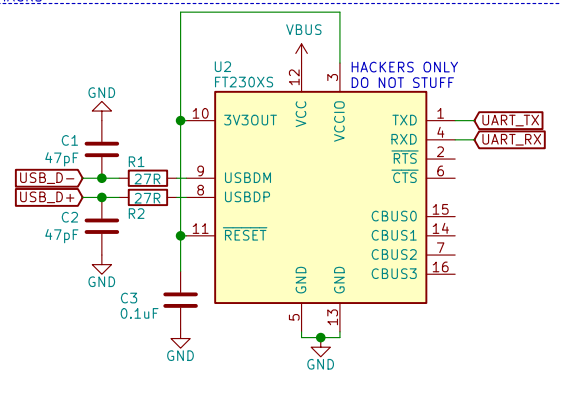 VBUS
U2
FT230XS
HACKERS ONLY
DO NOT STUFF
12
3
GND
10
3V3OUT
VCC
VCCIO
TXD
1
UART_TX
C1
47pF
RXD
4
UART_RX
RTS
2
R1
CTS
6
USB_D-
27R
9
USBDM
USB_D+
27R
8
USBDP
R2
C2
47pF
CBUS0
15
11
RESET
CBUS1
14
CBUS2
7
CBUS3
16
GND
GND
GND
C3
0.1uF
5
13
GND
GND